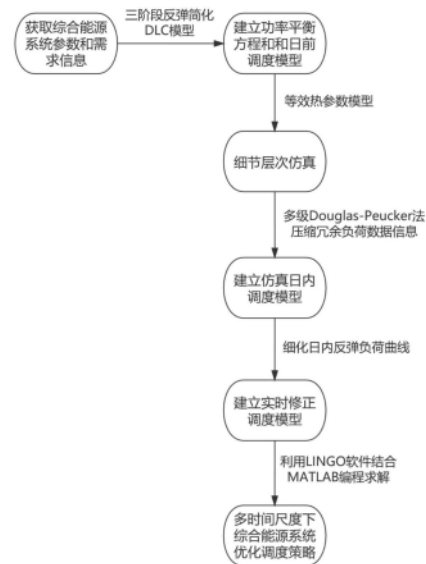 获取综合能源
系统参数和需
求信息
三阶段反弹简化
DLC模型
建立功率平衡
方程和和日前
调度模型
等效热参数模型
细节层次仿真
多级Douglas-Peucker法
压缩冗余负荷数据信息
建立仿真日内
调度模型
细化日内反弹负荷曲线
建立实时修正
调度模型
利用LINGO软件结合
MATLAB编程求解
多时间尺度下
综合能源系统
优化调度策略